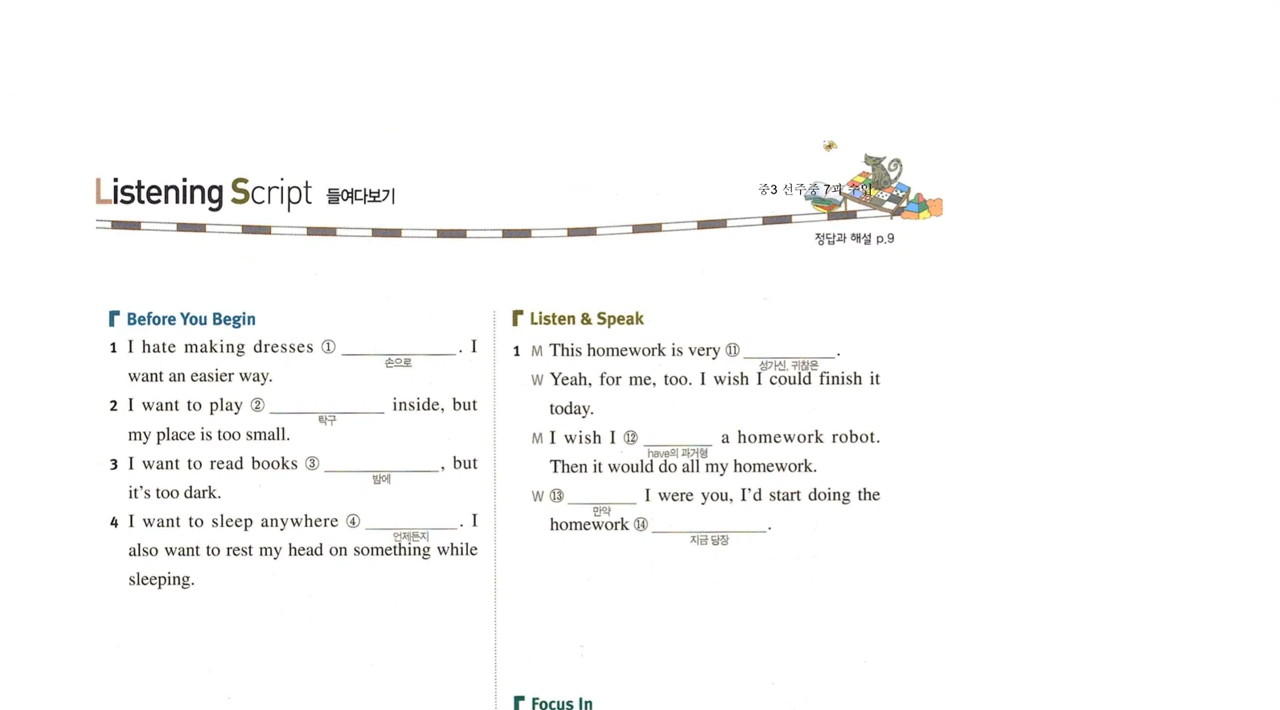 Listening Script 들여다보기
중3 선주중 7과 수업
정답과 해설 p.9
Before You Begin
1 I hate making dresses ① ____________ . I
손으로
want an easier way.
2 I want to play ② ____________ inside, but
탁구
my place is too small.
3 I want to read books ③ ____________, but
밤에
it's too dark.
4 I want to sleep anywhere ④ __________ . I
언제든지
also want to rest my head on something while
sleeping.
Listen & Speak
1 M This homework is very ⑪ __________.
성가신, 귀찮은
W Yeah, for me, too. I wish I could finish it
today.
M I wish I ⑫ ________ a homework robot.
have의 과거형
Then it would do all my homework.
W ⑬ ________ I were you, I'd start doing the
만약
homework ⑭ ____________.
지금 당장
Focus In